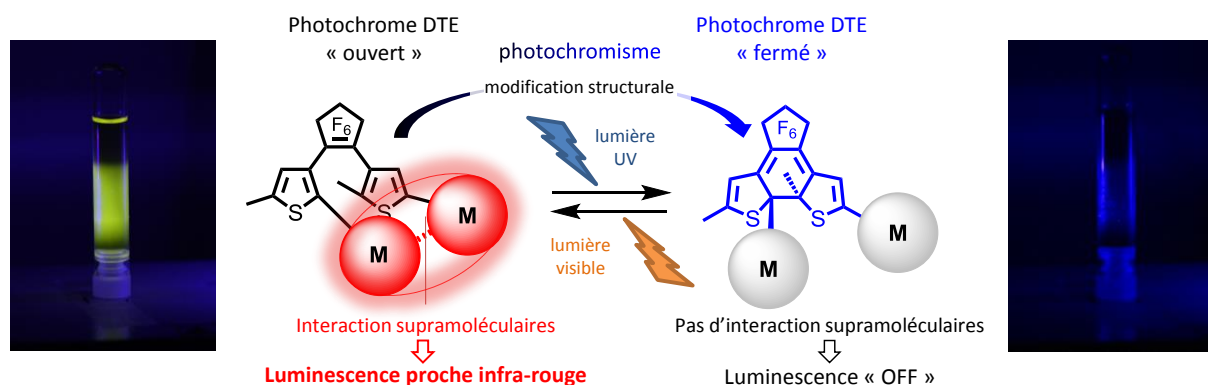 Photochrome DTE
« ouvert »
photochromisme
modification structurale
Photochrome DTE
« fermé »
F6
S
S
M
M
lumière
UV
lumière
visible
F6
S
S
M
M
Interaction supramoléculaires
Luminescence proche infra-rouge
Pas d’interaction supramoléculaires
Luminescence « OFF »